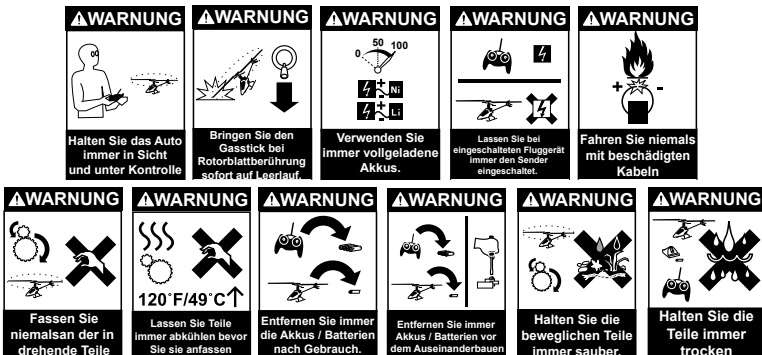 WARNUNG
Halten Sie das Auto
immer in Sicht
und unter Kontrolle
WARNUNG
Bringen Sie den
Gasstick bei
Rotorblattberührung
sofort auf Leerlauf.
WARNUNG
0 50 100
+
Ni
-
+
Li
-
Verwenden Sie
immer vollgeladene
Akkus.
WARNUNG
Lassen Sie bei
eingeschalteten Fluggerät
immer den Sender
eingeschaltet.
WARNUNG
+ -
Fahren Sie niemals
mit beschädigten
Kabeln
WARNUNG
Fassen Sie
niemalsan der in
drehende Teile
WARNUNG
120°F/49°C
Lassen Sie Teile
immer abkühlen bevor
Sie sie anfassen
WARNUNG
Entfernen Sie immer
die Akkus / Batterien
nach Gebrauch.
WARNUNG
Entfernen Sie immer
Akkus / Batterien vor
dem Auseinanderbauen
WARNUNG
Halten Sie die
beweglichen Teile
immer sauber.
WARNUNG
Halten Sie die
Teile immer
trocken